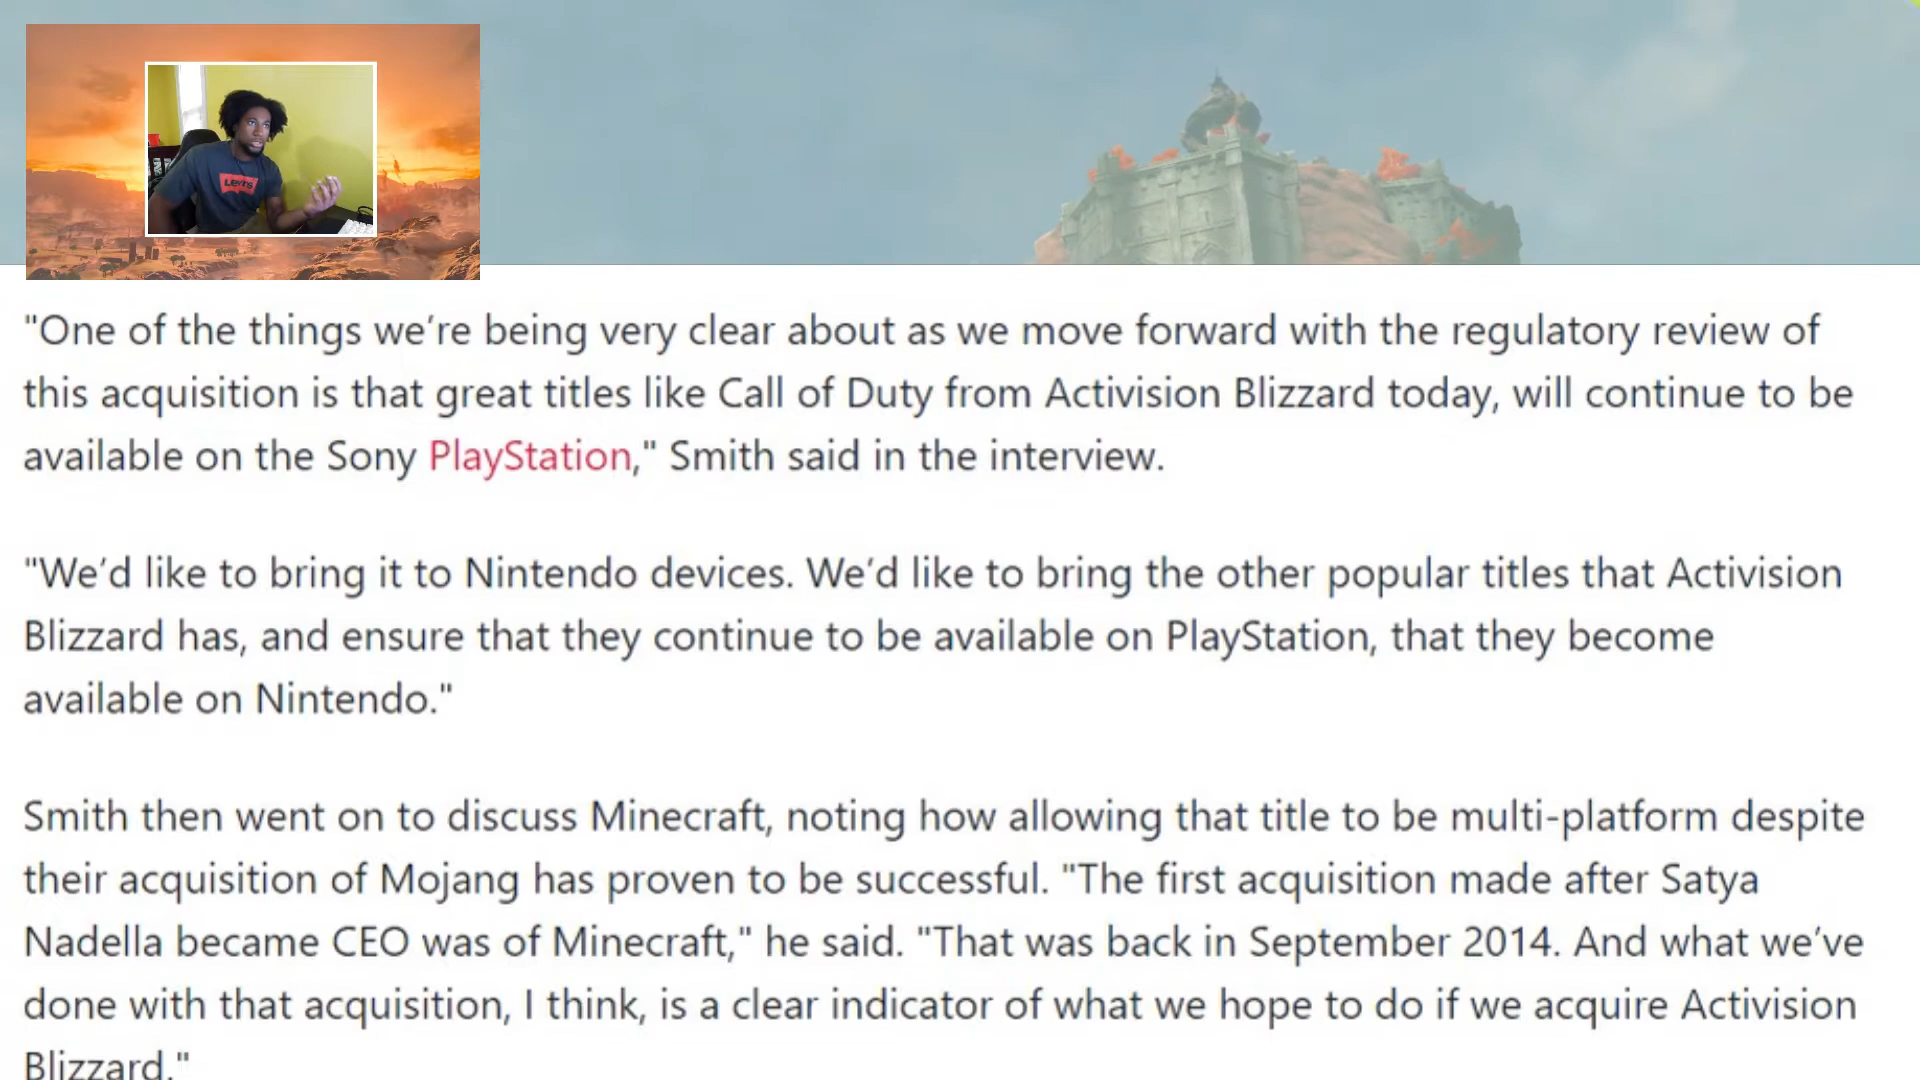 Levi's
"One of the things we’re being very clear about as we move forward with the regulatory review of
this acquisition is that great titles like Call of Duty from Activision Blizzard today, will continue to be
available on the Sony PlayStation," Smith said in the interview.
"We’d like to bring it to Nintendo devices. We’d like to bring the other popular titles that Activision
Blizzard has, and ensure that they continue to be available on PlayStation, that they become
available on Nintendo."
Smith then went on to discuss Minecraft, noting how allowing that title to be multi-platform despite
their acquisition of Mojang has proven to be successful. "The first acquisition made after Satya
Nadella became CEO was of Minecraft," he said. "That was back in September 2014. And what we’ve
done with that acquisition, I think, is a clear indicator of what we hope to do if we acquire Activision
Blizzard."